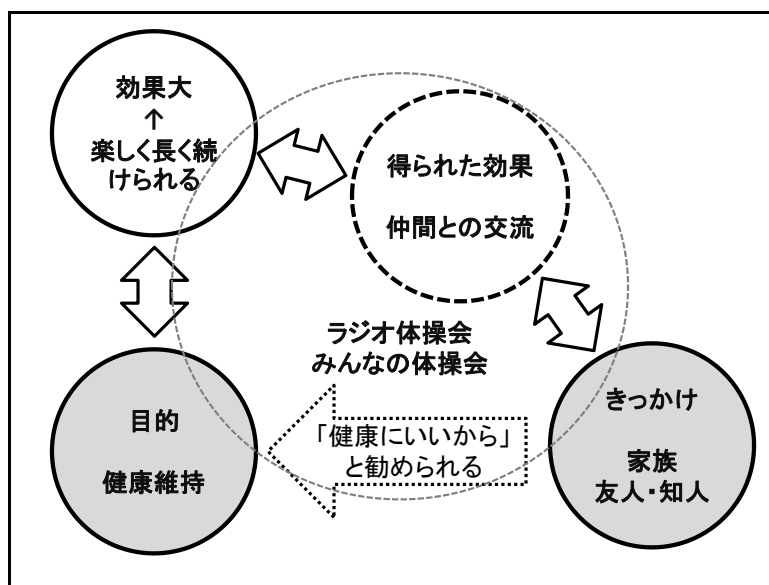 効果大
↑
楽しく長く続
けられる
得られた効果
仲間との交流
ラジオ体操会
みんなの体操会
目的
健康維持
「健康にいいから」
と勧められる
きっかけ
家族
友人・知人